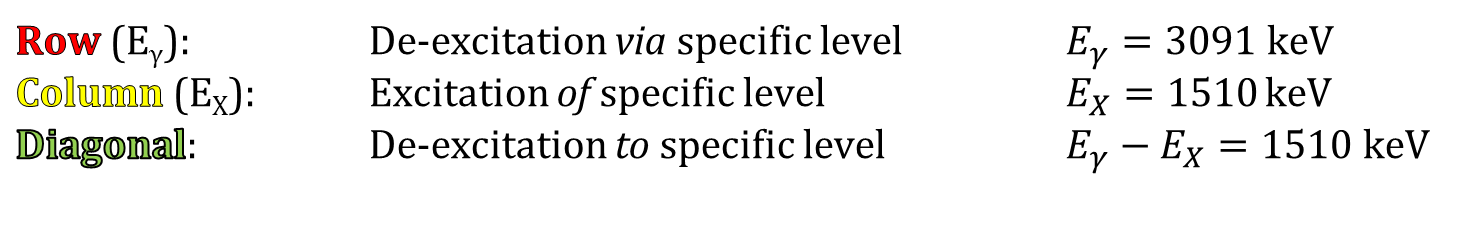 Row (Eγ): De-excitation via specific level Eγ = 3091 keV
Column (EX): Excitation of specific level EX = 1510 keV
Diagonal: De-excitation to specific level Eγ − EX = 1510 keV